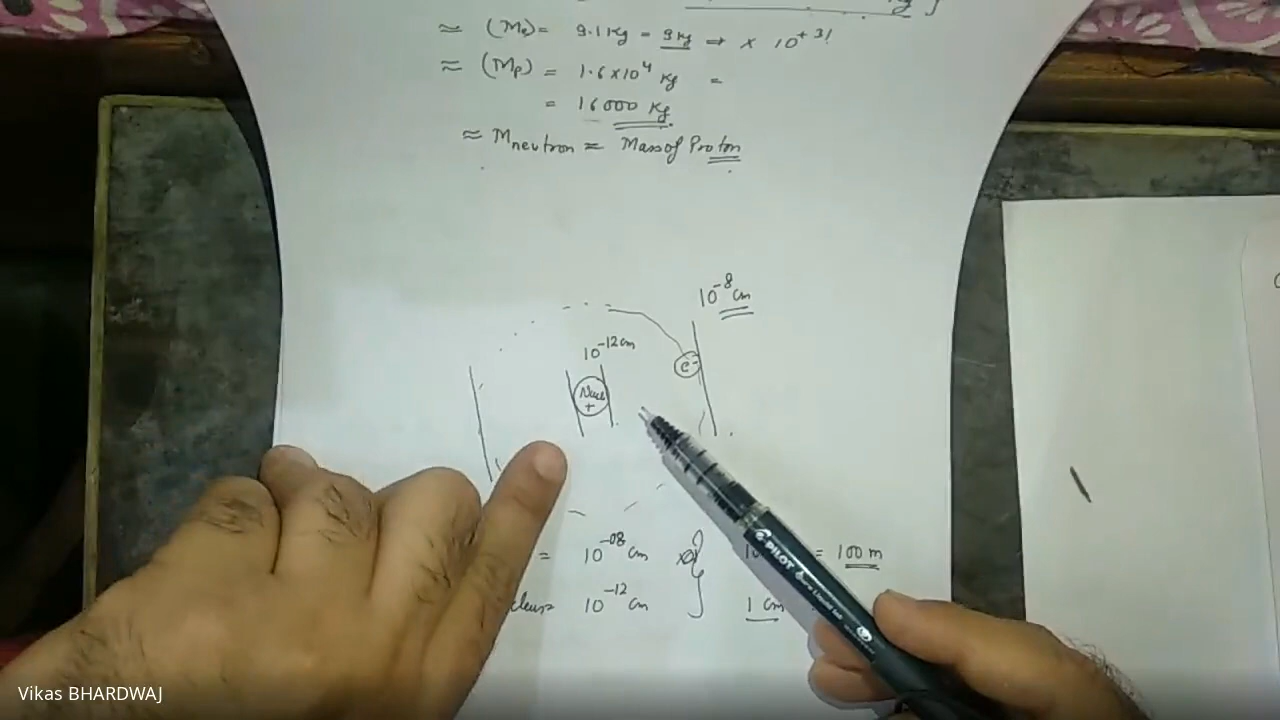 ≈ (Me) = 9.1 Kg = 9 Kg ⇒ × 10⁺³¹
≈ (Mp) = 1.6 × 10⁴ Kg =
= 16000 Kg
≈ Mneutron ≈ Mass of Proton
10⁻⁸ cm
10⁻¹² cm
e⁻
+
= 10⁻⁰⁸ cm } 10 = 100 m
10⁻¹² cm 1 cm
PILOT
Vikas BHARDWAJ